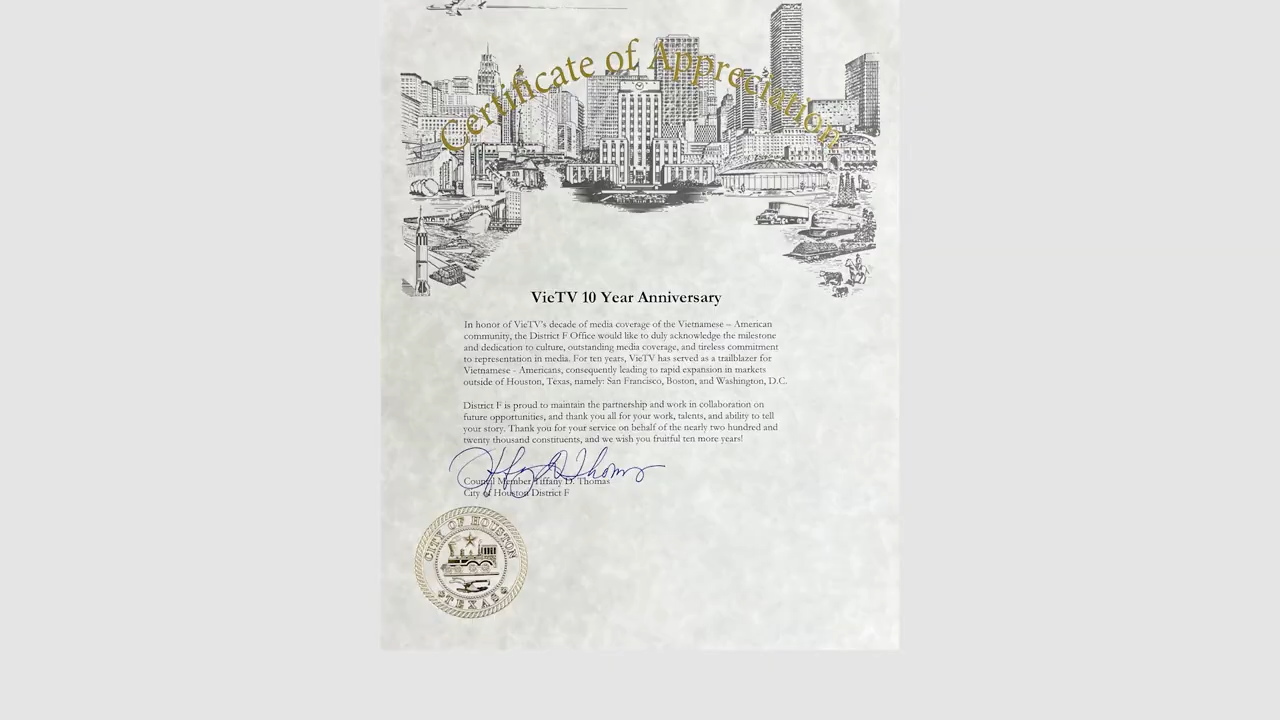 Certificate of Appreciation
VieTV 10 Year Anniversary
In honor of VieTV's decade of media coverage of the Vietnamese – American
community, the District F Office would like to duly acknowledge the milestone
and dedication to culture, outstanding media coverage, and tireless commitment
to representation in media. For ten years, VieTV has served as a trailblazer for
Vietnamese - Americans, consequently leading to rapid expansion in markets
outside of Houston, Texas, namely: San Francisco, Boston, and Washington, D.C.
District F is proud to maintain the partnership and work in collaboration on
future opportunities, and thank you all for your work, talents, and ability to tell
your story. Thank you for your service on behalf of the nearly two hundred and
twenty thousand constituents, and we wish you fruitful ten more years!
Council Member Tiffany D. Thomas
City of Houston District F
CITY OF HOUSTON
TEXAS